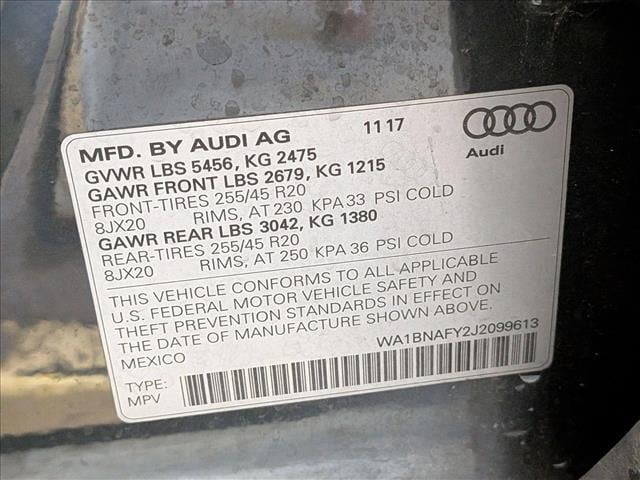 MFD. BY AUDI AG 11 17
GVWR LBS 5456, KG 2475
GAWR FRONT LBS 2679, KG 1215
FRONT-TIRES 255/45 R20
8JX20 RIMS, AT 230 KPA 33 PSI COLD
GAWR REAR LBS 3042, KG 1380
REAR-TIRES 255/45 R20
8JX20 RIMS, AT 250 KPA 36 PSI COLD
Audi
THIS VEHICLE CONFORMS TO ALL APPLICABLE
U.S. FEDERAL MOTOR VEHICLE SAFETY AND
THEFT PREVENTION STANDARDS IN EFFECT ON
THE DATE OF MANUFACTURE SHOWN ABOVE.
MEXICO WA1BNAFY2J2099613
TYPE:
MPV